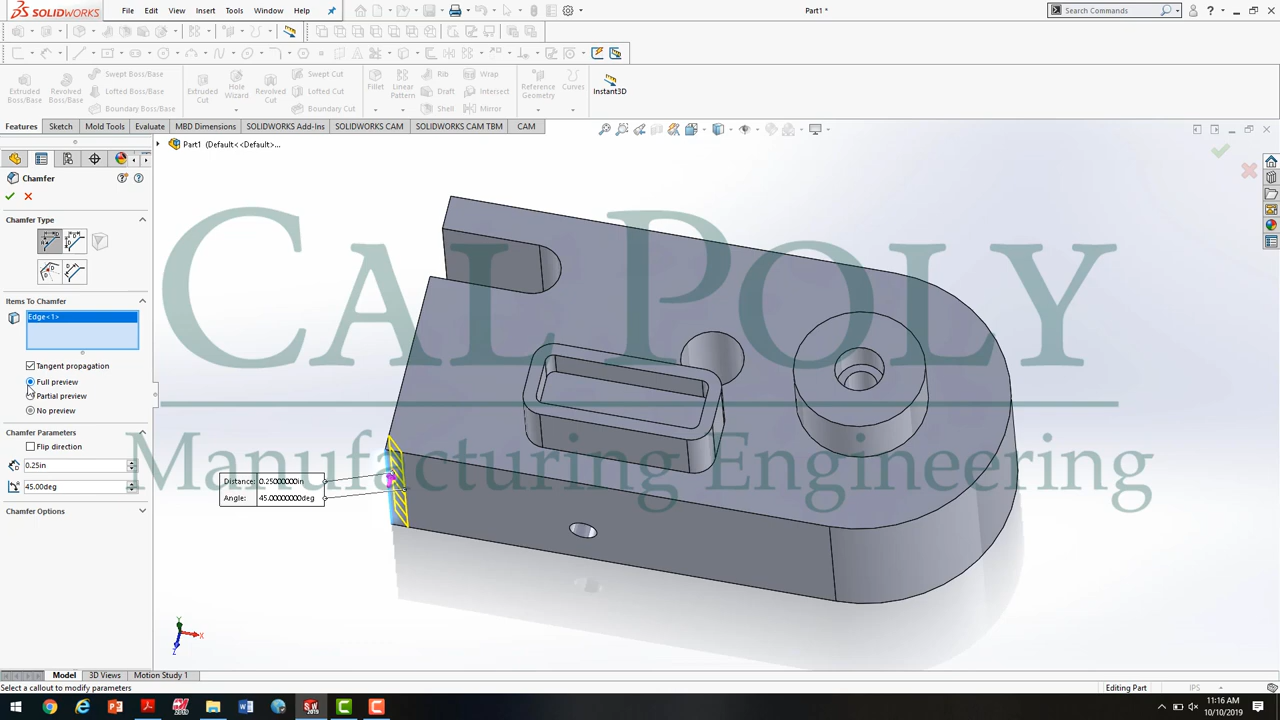 SOLIDWORKS
File
Edit
View
Insert
Tools
Window
Help
Part1 *
Search Commands
Extruded Boss/Base
Revolved Boss/Base
Swept Boss/Base
Lofted Boss/Base
Boundary Boss/Base
Extruded Cut
Hole Wizard
Revolved Cut
Swept Cut
Lofted Cut
Boundary Cut
Fillet
Linear Pattern
Rib
Draft
Shell
Wrap
Intersect
Mirror
Reference Geometry
Curves
Instant3D
Features
Sketch
Mold Tools
Evaluate
MBD Dimensions
SOLIDWORKS Add-Ins
SOLIDWORKS CAM
SOLIDWORKS CAM TBM
CAM
Part1 (Default<<Default>...
Chamfer
Chamfer Type
Items To Chamfer
Edge<1>
Tangent propagation
Full preview
Partial preview
No preview
Chamfer Parameters
Flip direction
0.25in
45.00deg
Chamfer Options
CAL POLY
Manufacturing Engineering
Distance: 0.25000000in
Angle: 45.00000000deg
Y
X
Z
Model
3D Views
Motion Study 1
Select a callout to modify parameters
Editing Part
IPS
11:16 AM
10/10/2019